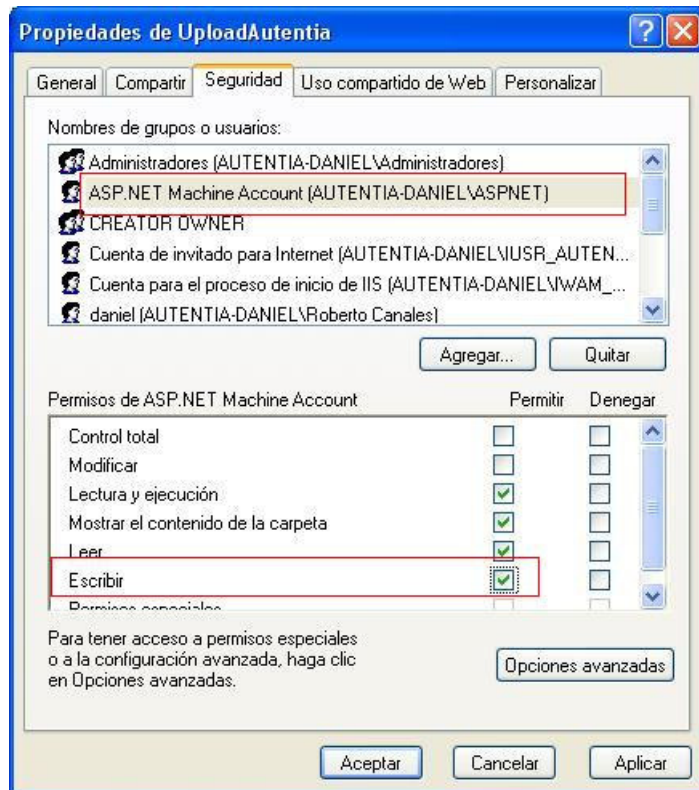 Propiedades de UploadAutentia
General Compartir Seguridad Uso compartido de Web Personalizar
Nombres de grupos o usuarios:
Administradores (AUTENTIA-DANIEL\Administradores)
ASP.NET Machine Account (AUTENTIA-DANIEL\ASPNET)
CREATOR OWNER
Cuenta de invitado para Internet (AUTENTIA-DANIEL\IUSR_AUTEN...
Cuenta para el proceso de inicio de IIS (AUTENTIA-DANIEL\IWAM_...
daniel (AUTENTIA-DANIEL\Roberto Canales)
Agregar... Quitar
Permisos de ASP.NET Machine Account Permitir Denegar
Control total
Modificar
Lectura y ejecución
Mostrar el contenido de la carpeta
Leer
Escribir
Permisos especiales
Para tener acceso a permisos especiales
o a la configuración avanzada, haga clic
en Opciones avanzadas.
Opciones avanzadas
Aceptar Cancelar Aplicar